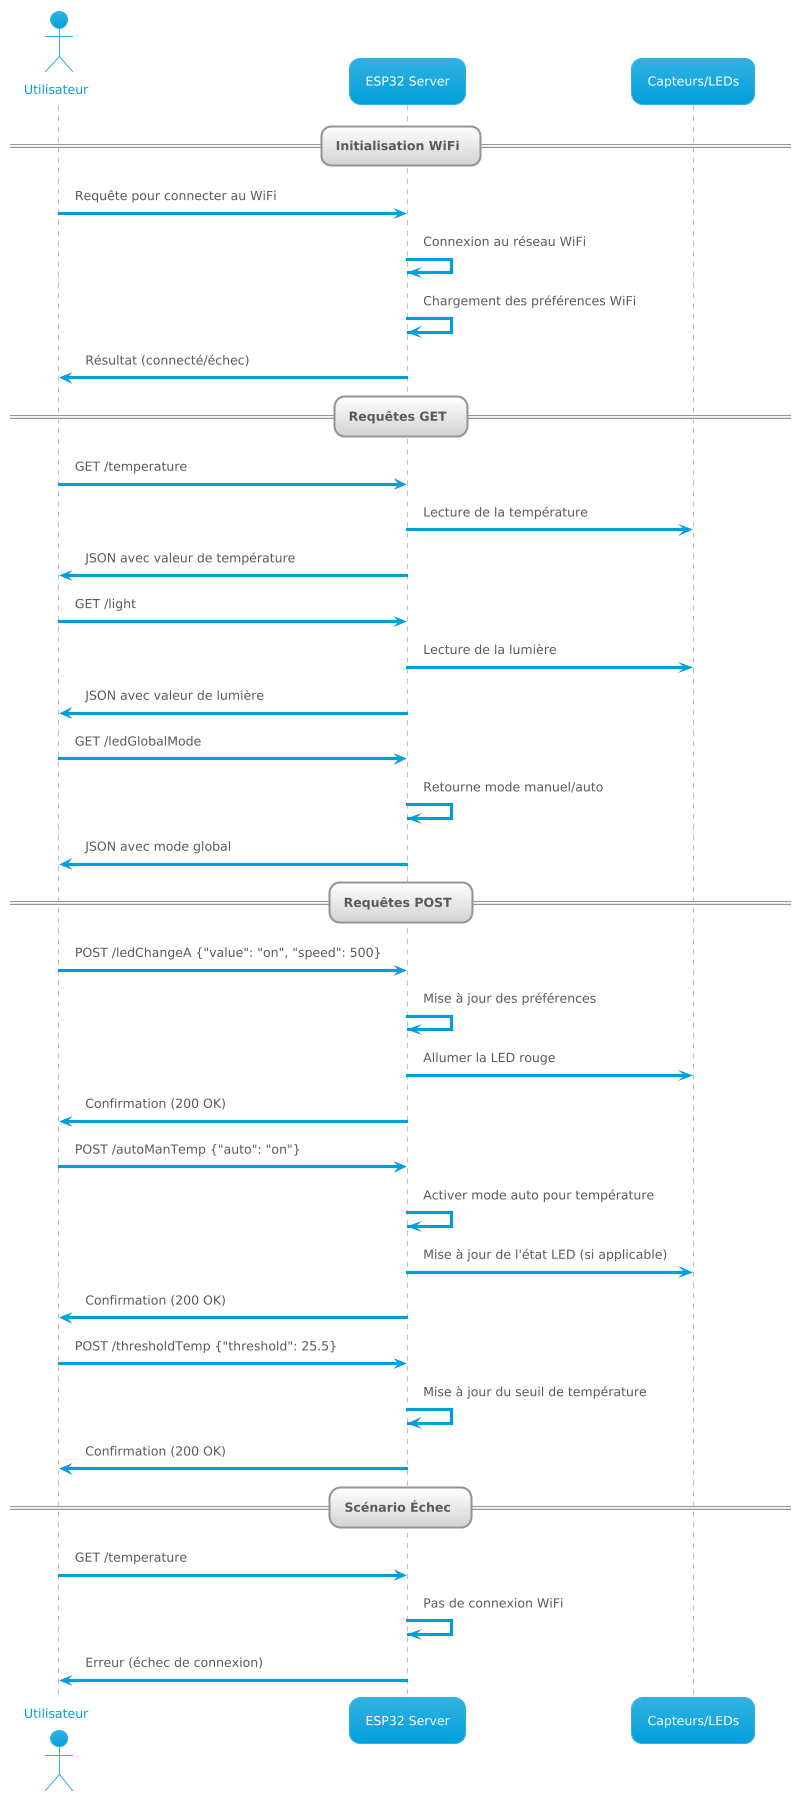 Utilisateur
ESP32 Server
Capteurs/LEDs
Initialisation WiFi
Requête pour connecter au WiFi
Connexion au réseau WiFi
Chargement des préférences WiFi
Résultat (connecté/échec)
Requêtes GET
GET /temperature
Lecture de la température
JSON avec valeur de température
GET /light
Lecture de la lumière
JSON avec valeur de lumière
GET /ledGlobalMode
Retourne mode manuel/auto
JSON avec mode global
Requêtes POST
POST /ledChangeA {"value": "on", "speed": 500}
Mise à jour des préférences
Allumer la LED rouge
Confirmation (200 OK)
POST /autoManTemp {"auto": "on"}
Activer mode auto pour température
Mise à jour de l'état LED (si applicable)
Confirmation (200 OK)
POST /thresholdTemp {"threshold": 25.5}
Mise à jour du seuil de température
Confirmation (200 OK)
Scénario Échec
GET /temperature
Pas de connexion WiFi
Erreur (échec de connexion)
Utilisateur
ESP32 Server
Capteurs/LEDs